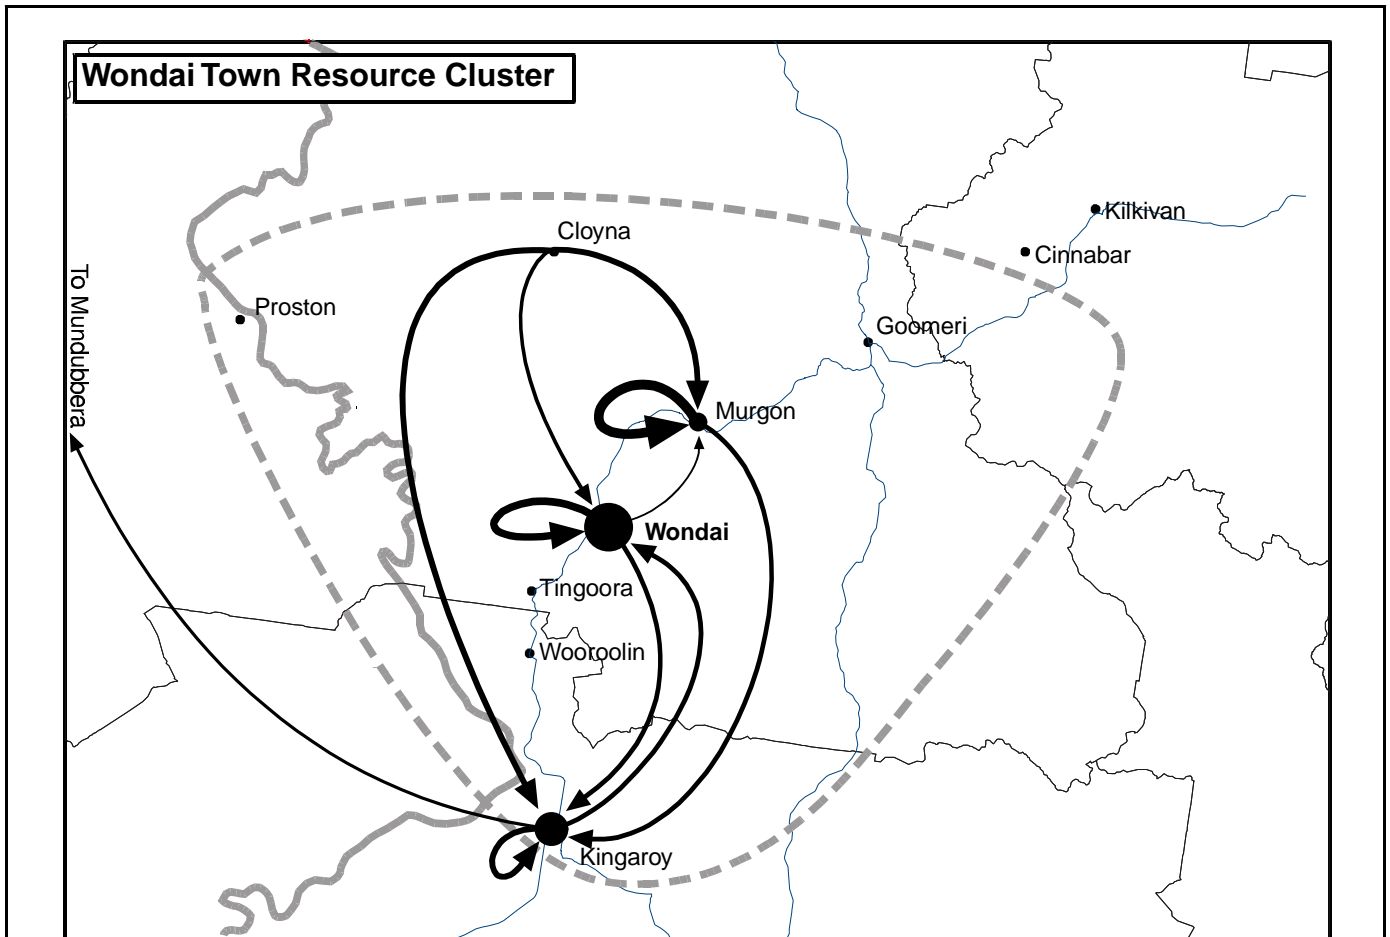 Wondai Town Resource Cluster
Kilkivan
Cloyna
Cinnabar
To Mundubbera
Proston
Goomeri
Murgon
Wondai
Tingoora
Wooroolin
Kingaroy